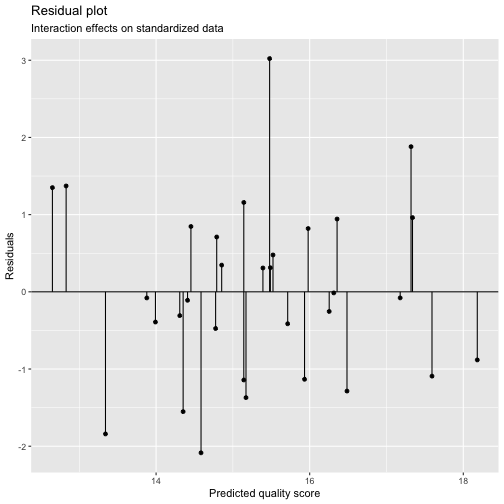 Residual plot
Interaction effects on standardized data
3
2
1
0
-1
-2
Residuals
14
16
18
Predicted quality score